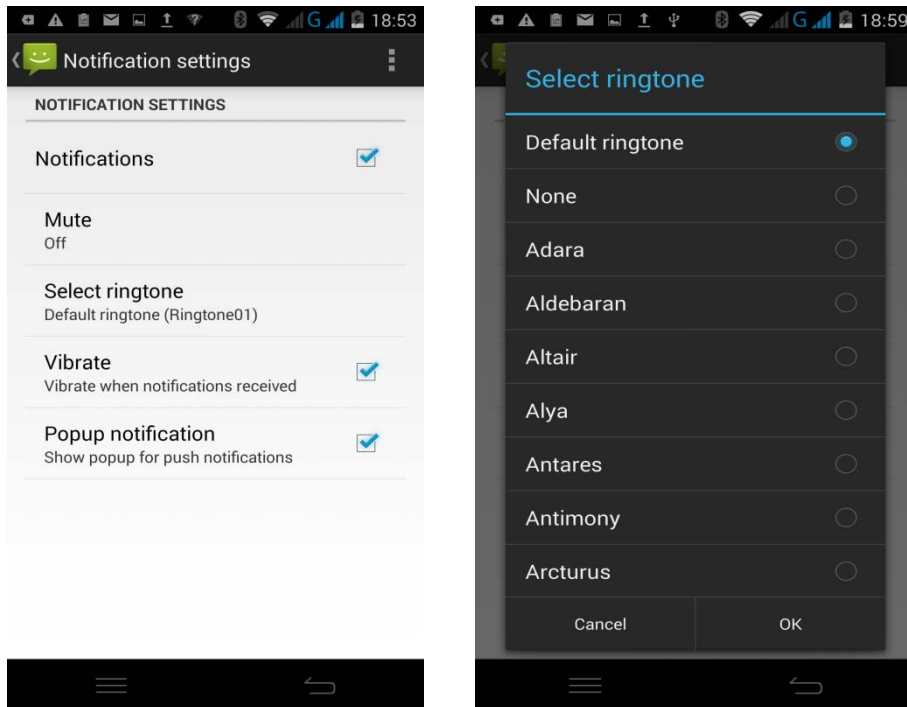 G 18:53
Notification settings
NOTIFICATION SETTINGS
Notifications
Mute
Off
Select ringtone
Default ringtone (Ringtone01)
Vibrate
Vibrate when notifications received
Popup notification
Show popup for push notifications
G 18:59
Select ringtone
Default ringtone
None
Adara
Aldebaran
Altair
Alya
Antares
Antimony
Arcturus
Cancel OK